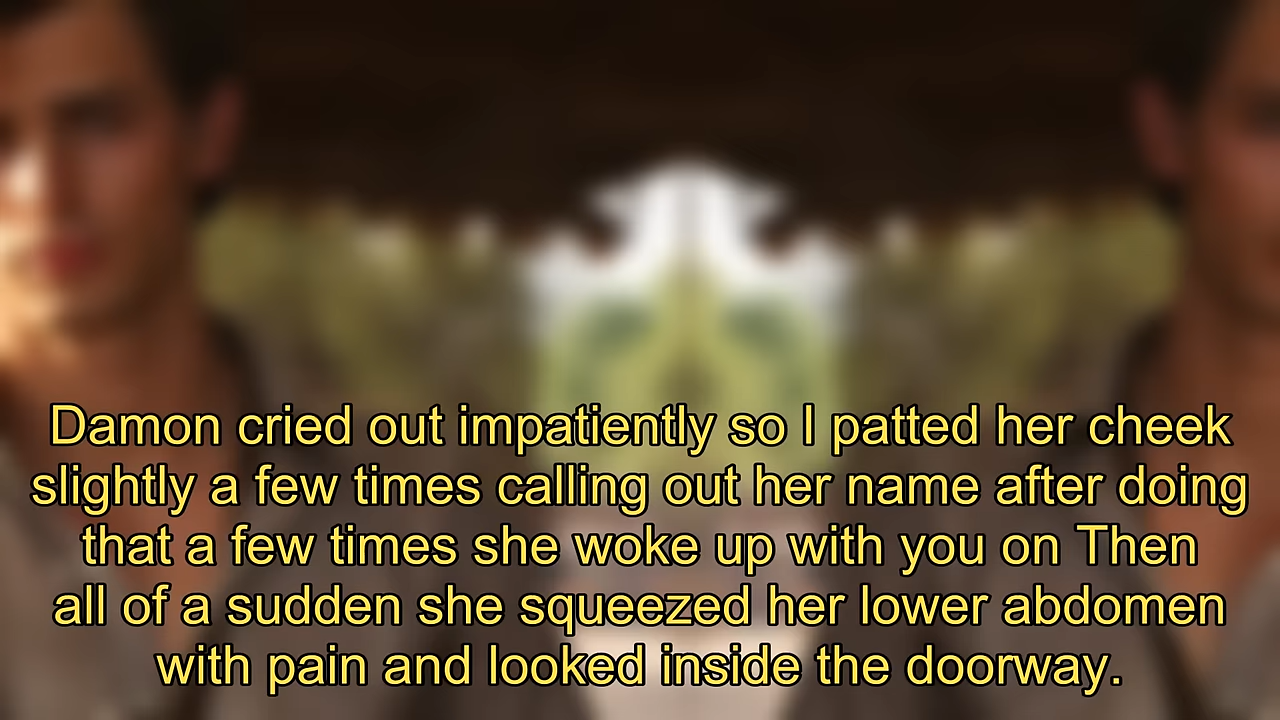 Damon cried out impatiently so I patted her cheek
slightly a few times calling out her name after doing
that a few times she woke up with you on Then
all of a sudden she squeezed her lower abdomen
with pain and looked inside the doorway.